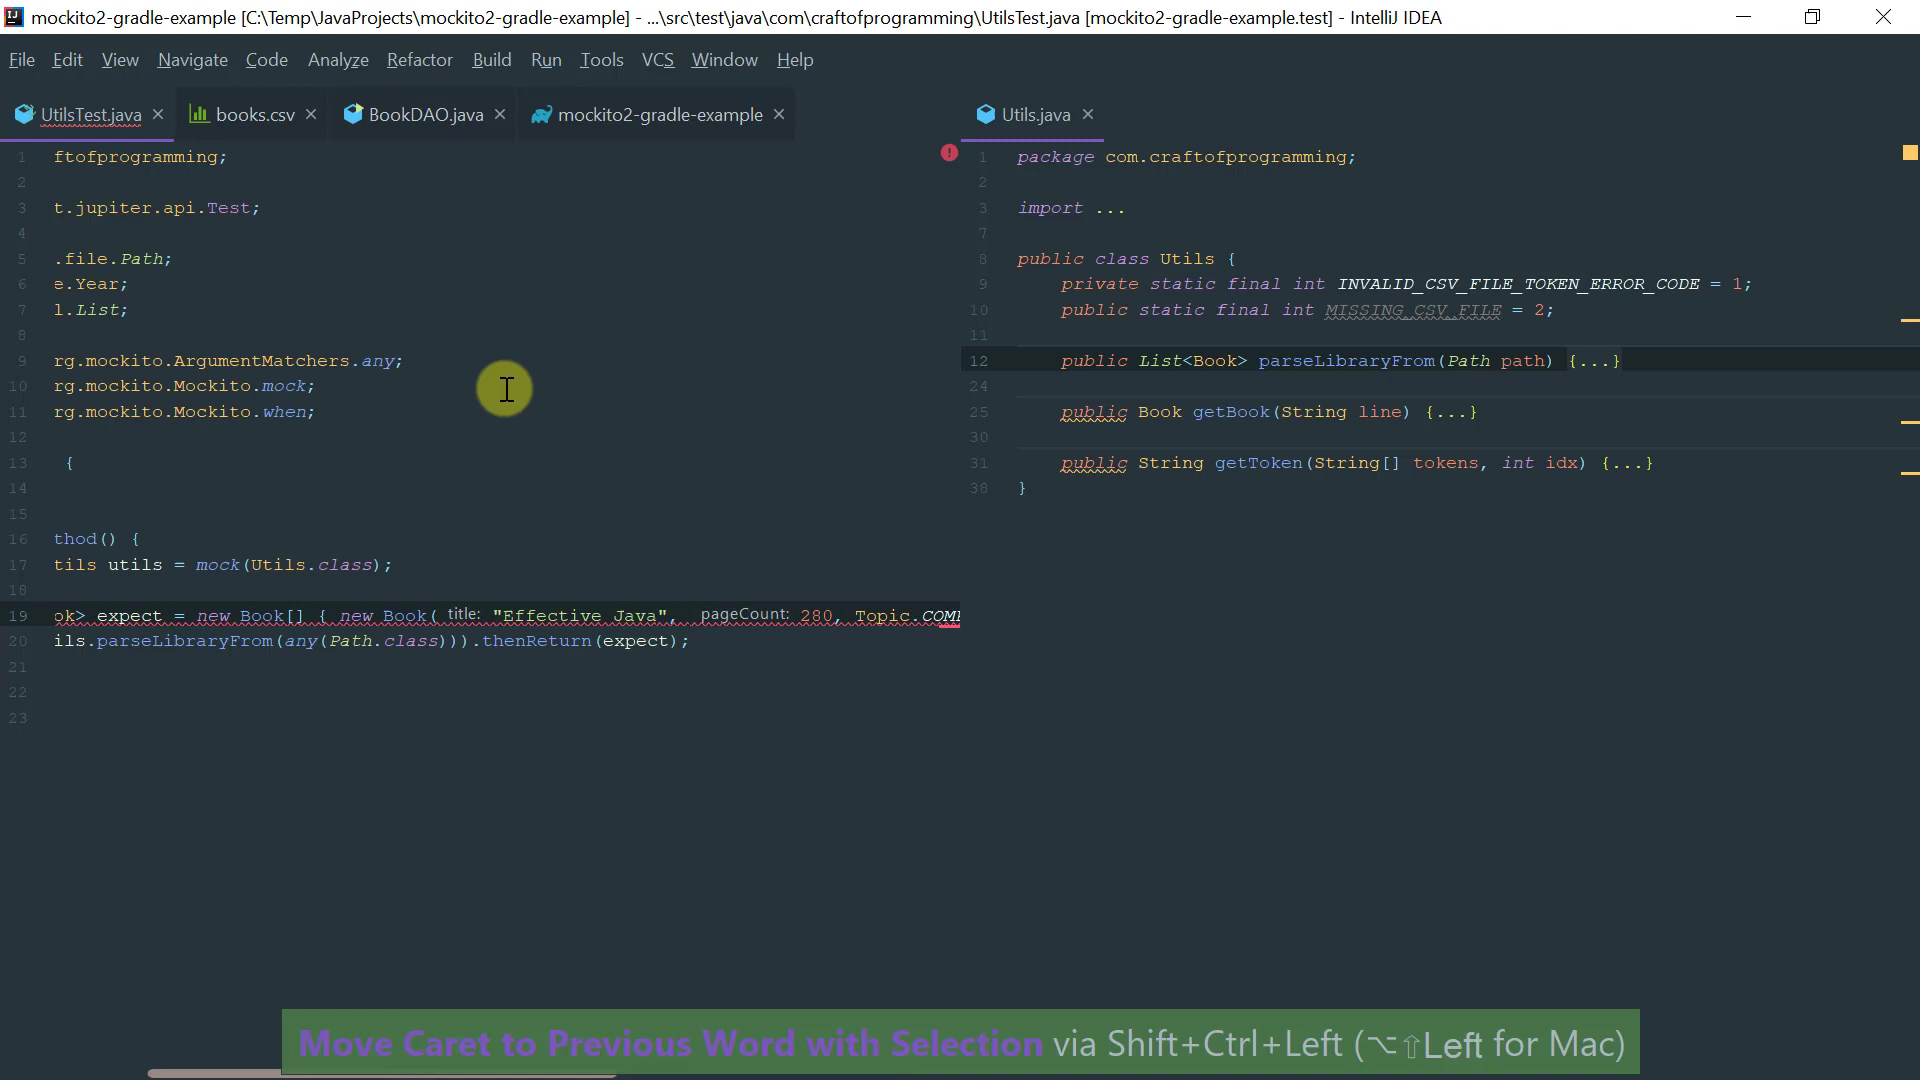 mockito2-gradle-example [C:\Temp\JavaProjects\mockito2-gradle-example] - ...\src\test\java\com\craftofprogramming\UtilsTest.java [mockito2-gradle-example.test] - IntelliJ IDEA
File Edit View Navigate Code Analyze Refactor Build Run Tools VCS Window Help
UtilsTest.java books.csv BookDAO.java mockito2-gradle-example
1 ftofprogramming;
2
3 t.jupiter.api.Test;
4
5 .file.Path;
6 e.Year;
7 l.List;
8
9 rg.mockito.ArgumentMatchers.any;
10 rg.mockito.Mockito.mock;
11 rg.mockito.Mockito.when;
12
13 {
14
15
16 thod() {
17 tils utils = mock(Utils.class);
18
19 ok> expect = new Book[] { new Book( title: "Effective Java", pageCount: 280, Topic.COMP
20 ils.parseLibraryFrom(any(Path.class))).thenReturn(expect);
21
22
23
Utils.java
1 package com.craftofprogramming;
2
3 import ...
7
8 public class Utils {
9 private static final int INVALID_CSV_FILE_TOKEN_ERROR_CODE = 1;
10 public static final int MISSING_CSV_FILE = 2;
11
12 public List<Book> parseLibraryFrom(Path path) {...}
24
25 public Book getBook(String line) {...}
30
31 public String getToken(String[] tokens, int idx) {...}
38 }
Move Caret to Previous Word with Selection via Shift+Ctrl+Left (⌥⇧Left for Mac)